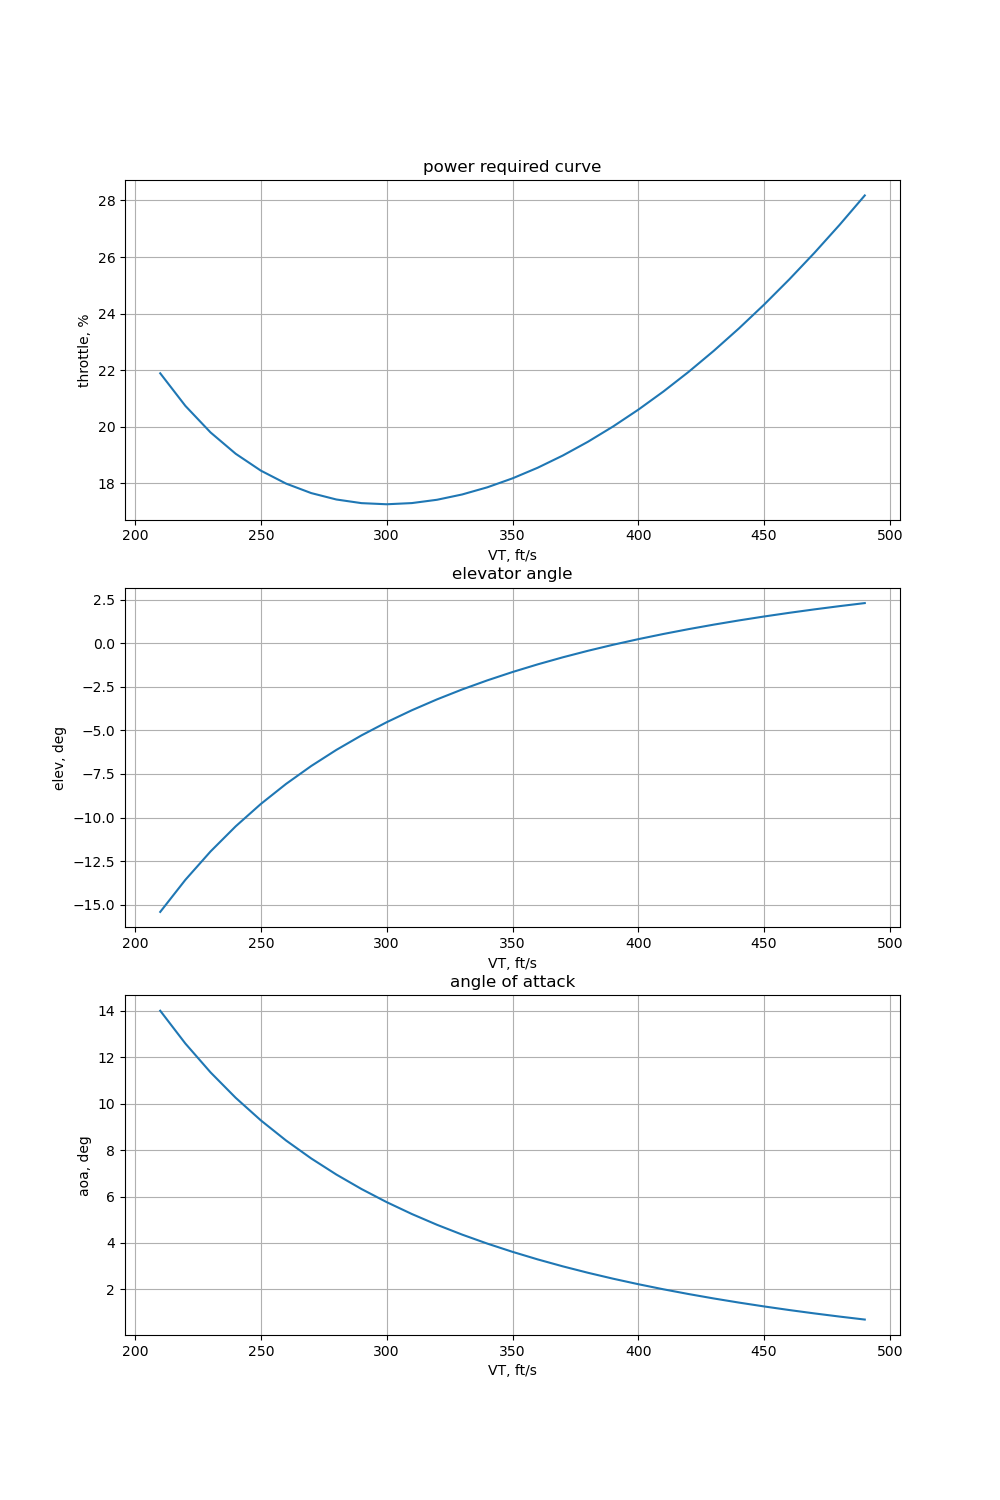 power required curve
28
26
24
22
20
18
throttle, %
200 250 300 350 400 450 500
VT, ft/s
elevator angle
2.5
0.0
−2.5
−5.0
−7.5
−10.0
−12.5
−15.0
elev, deg
200 250 300 350 400 450 500
VT, ft/s
angle of attack
14
12
10
8
6
4
2
aoa, deg
200 250 300 350 400 450 500
VT, ft/s